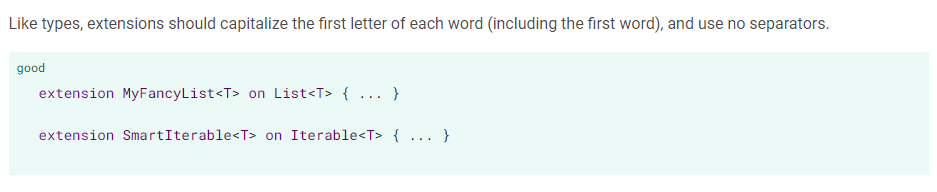 Like types, extensions should capitalize the first letter of each word (including the first word), and use no separators.
good
extension MyFancyList<T> on List<T> { ... }
extension SmartIterable<T> on Iterable<T> { ... }